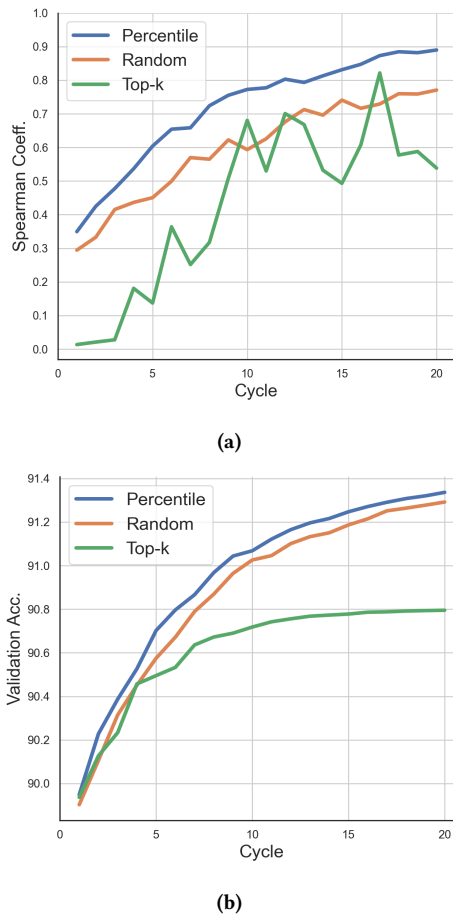 1.0
0.9
0.8
0.7
0.6
0.5
0.4
0.3
0.2
0.1
0.0
Spearman Coeff.
Percentile
Random
Top-k
0
5
10
15
20
Cycle
(a)
91.4
91.2
91.0
90.8
90.6
90.4
90.2
90.0
Validation Acc.
Percentile
Random
Top-k
0
5
10
15
20
Cycle
(b)